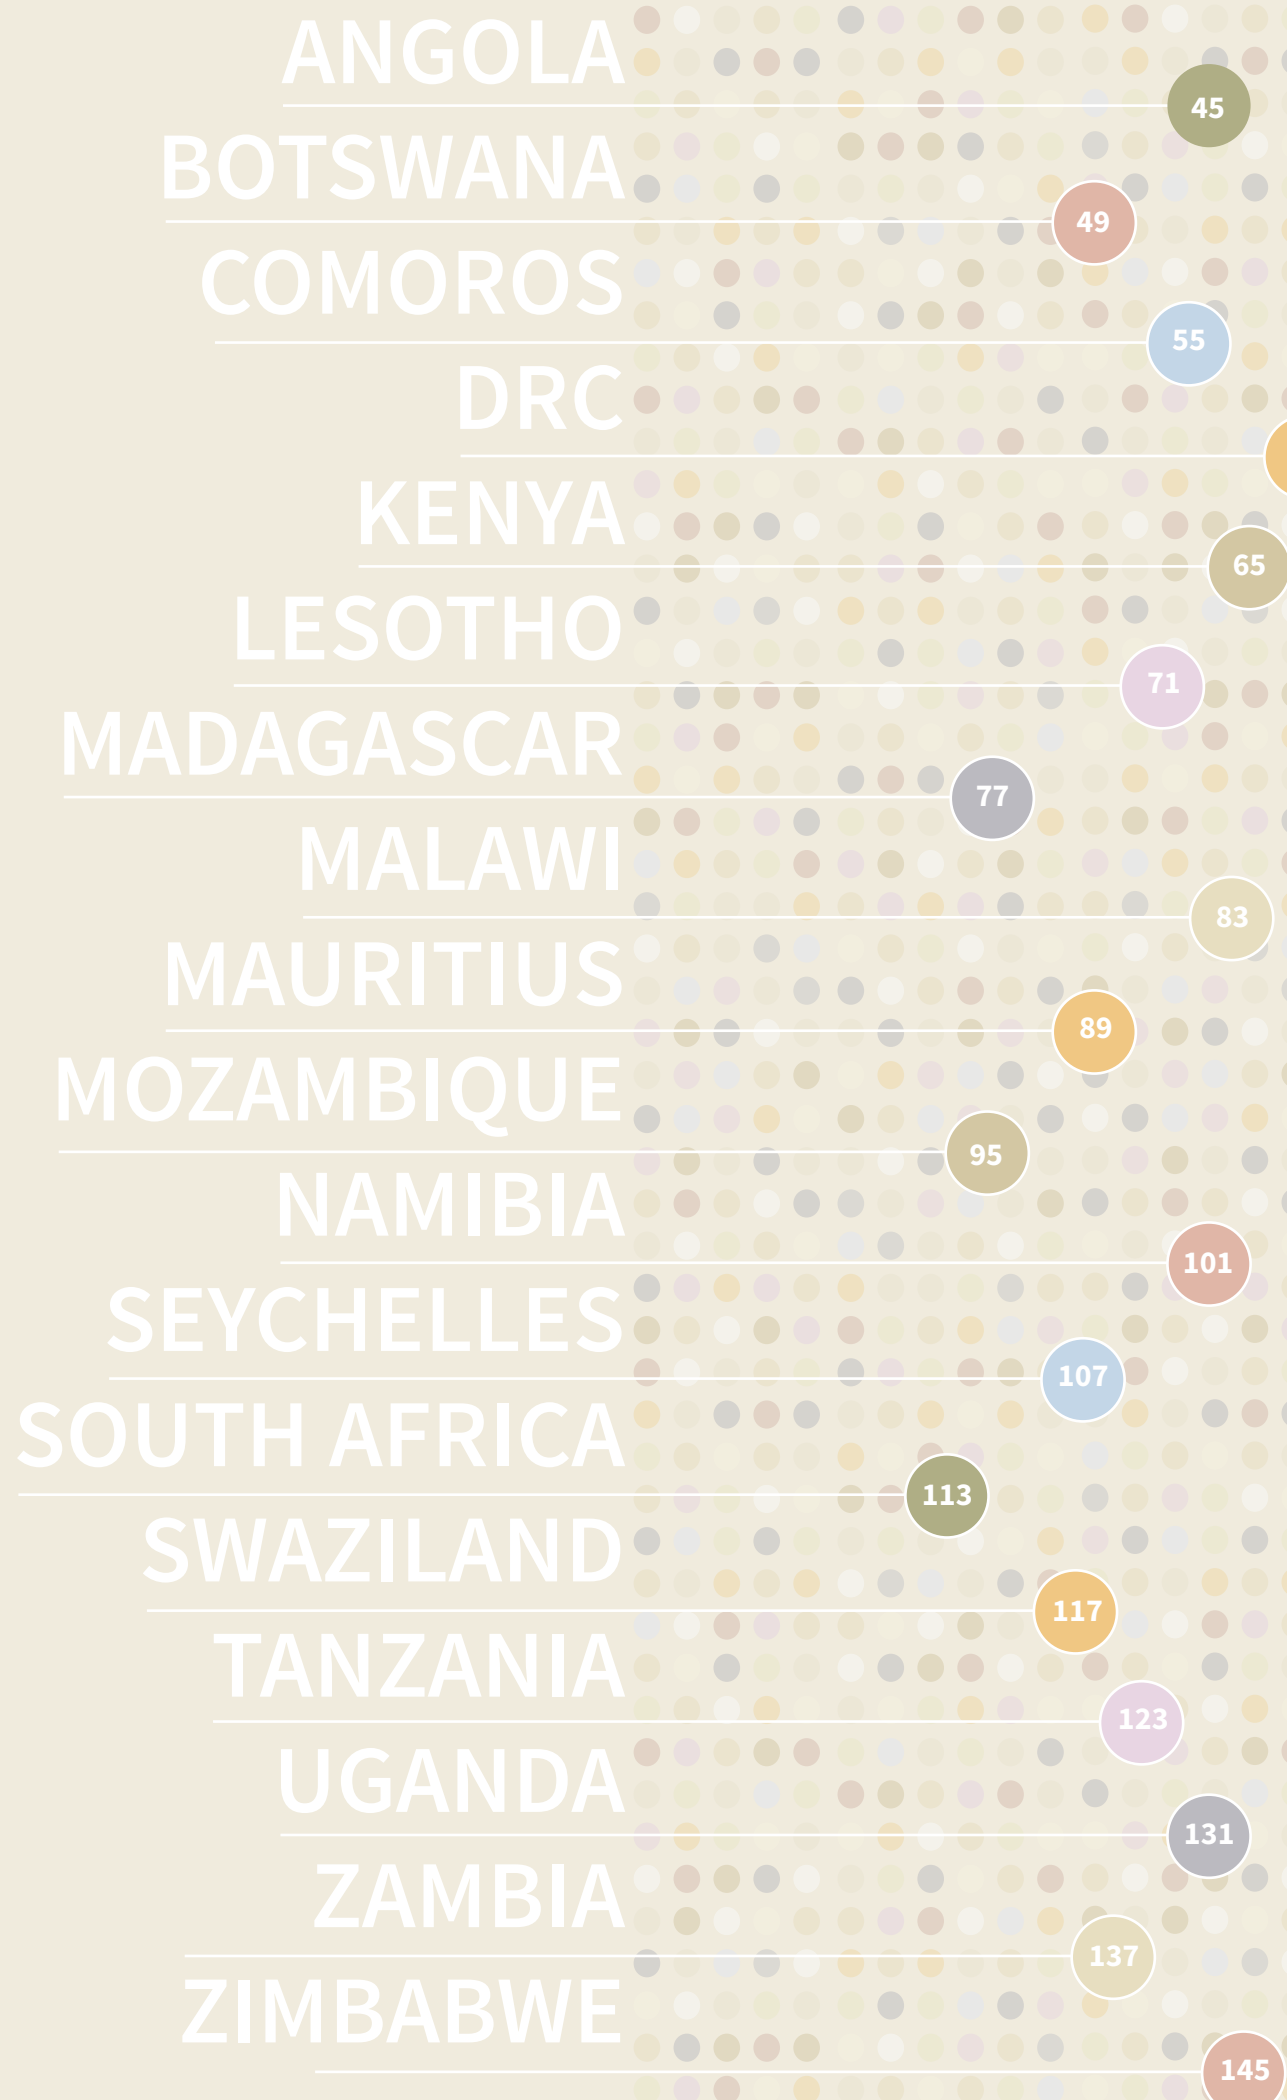 ANGOLA
45
BOTSWANA
49
COMOROS
55
DRC
KENYA
65
LESOTHO
71
MADAGASCAR
77
MALAWI
83
MAURITIUS
89
MOZAMBIQUE
95
NAMIBIA
101
SEYCHELLES
107
SOUTH AFRICA
113
SWAZILAND
117
TANZANIA
123
UGANDA
131
ZAMBIA
137
ZIMBABWE
145